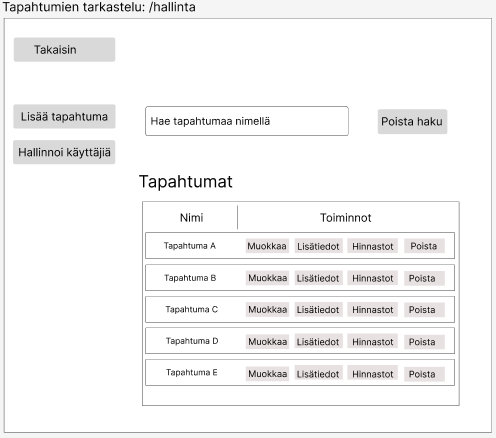 Tapahtumien tarkastelu: /hallinta
Takaisin
Lisää tapahtuma
Hae tapahtumaa nimellä
Poista haku
Hallinnoi käyttäjiä
Tapahtumat
Nimi Toiminnot
Tapahtuma A Muokkaa Lisätiedot Hinnastot Poista
Tapahtuma B Muokkaa Lisätiedot Hinnastot Poista
Tapahtuma C Muokkaa Lisätiedot Hinnastot Poista
Tapahtuma D Muokkaa Lisätiedot Hinnastot Poista
Tapahtuma E Muokkaa Lisätiedot Hinnastot Poista